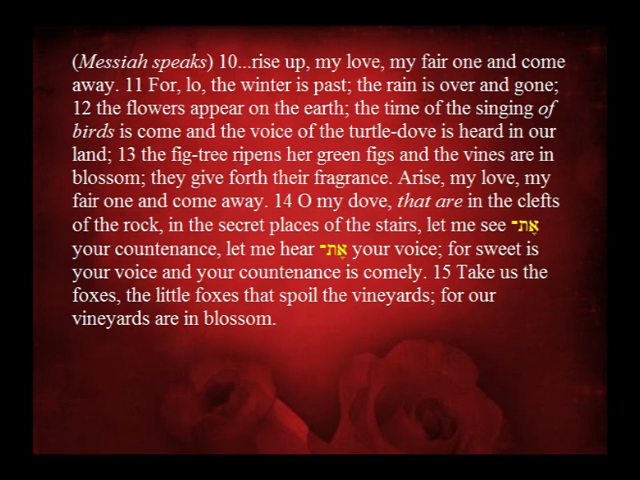 (Messiah speaks) 10...rise up, my love, my fair one and come
away. 11 For, lo, the winter is past; the rain is over and gone;
12 the flowers appear on the earth; the time of the singing of
birds is come and the voice of the turtle-dove is heard in our
land; 13 the fig-tree ripens her green figs and the vines are in
blossom; they give forth their fragrance. Arise, my love, my
fair one and come away. 14 O my dove, that are in the clefts
of the rock, in the secret places of the stairs, let me see אֶת־
your countenance, let me hear אֶת־ your voice; for sweet is
your voice and your countenance is comely. 15 Take us the
foxes, the little foxes that spoil the vineyards; for our
vineyards are in blossom.